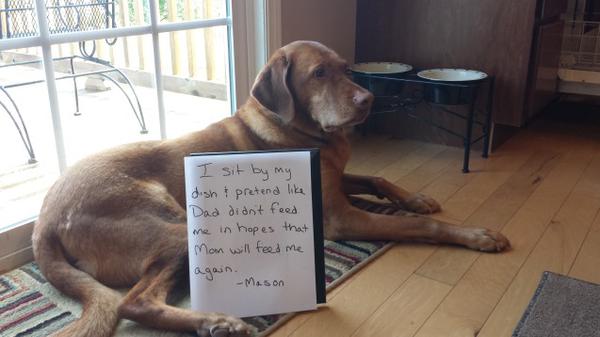 I sit by my
dish & pretend like
Dad didn't feed
me in hopes that
Mom will feed me
again.
-Mason